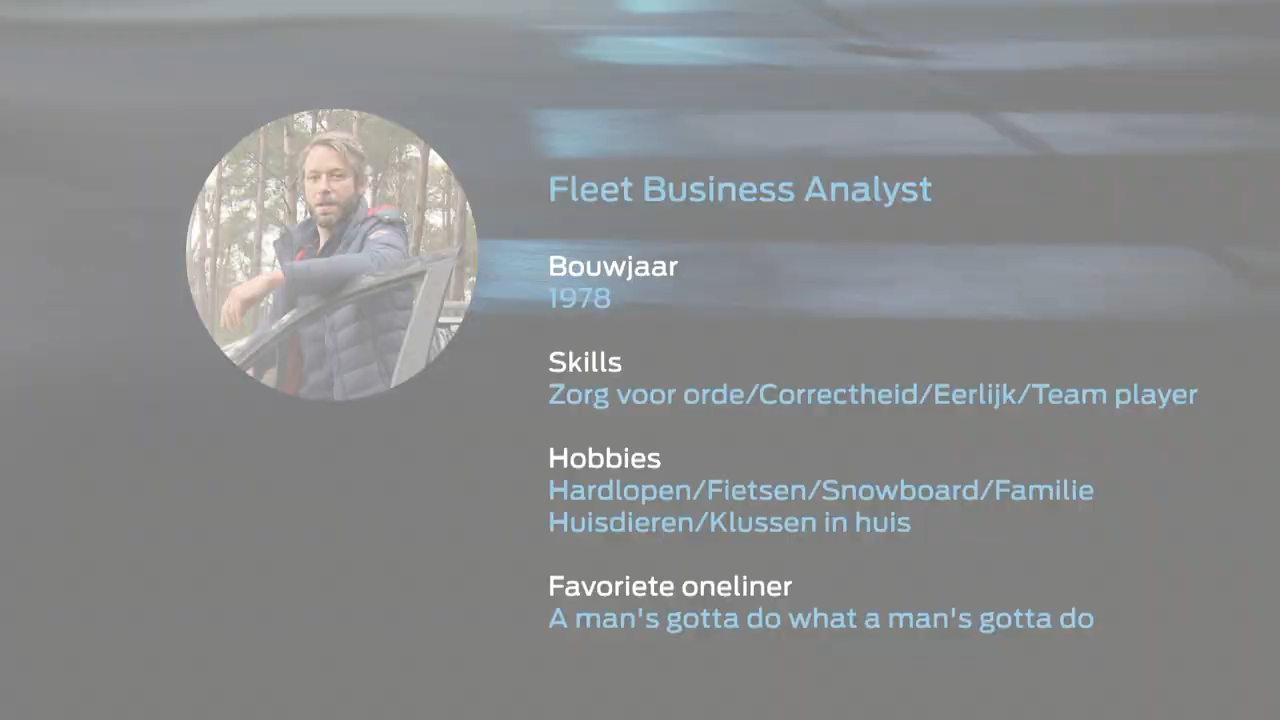 Fleet Business Analyst
Bouwjaar
1978
Skills
Zorg voor orde/Correctheid/Eerlijk/Team player
Hobbies
Hardlopen/Fietsen/Snowboard/Familie
Huisdieren/Klussen in huis
Favoriete oneliner
A man's gotta do what a man's gotta do